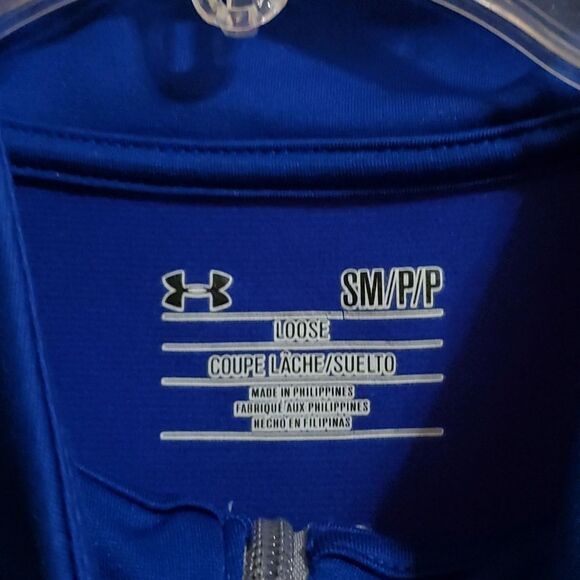 SM/P/P
LOOSE
COUPE LÂCHE/SUELTO
MADE IN PHILIPPINES
FABRIQUÉ AUX PHILIPPINES
HECHO EN FILIPINAS